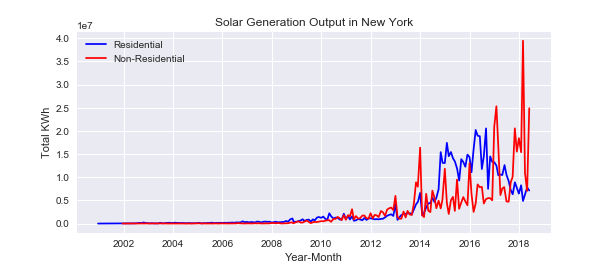 Solar Generation Output in New York
1e7
Residential
Non-Residential
4.0
3.5
3.0
2.5
2.0
1.5
1.0
0.5
0.0
Total KWh
2002 2004 2006 2008 2010 2012 2014 2016 2018
Year-Month